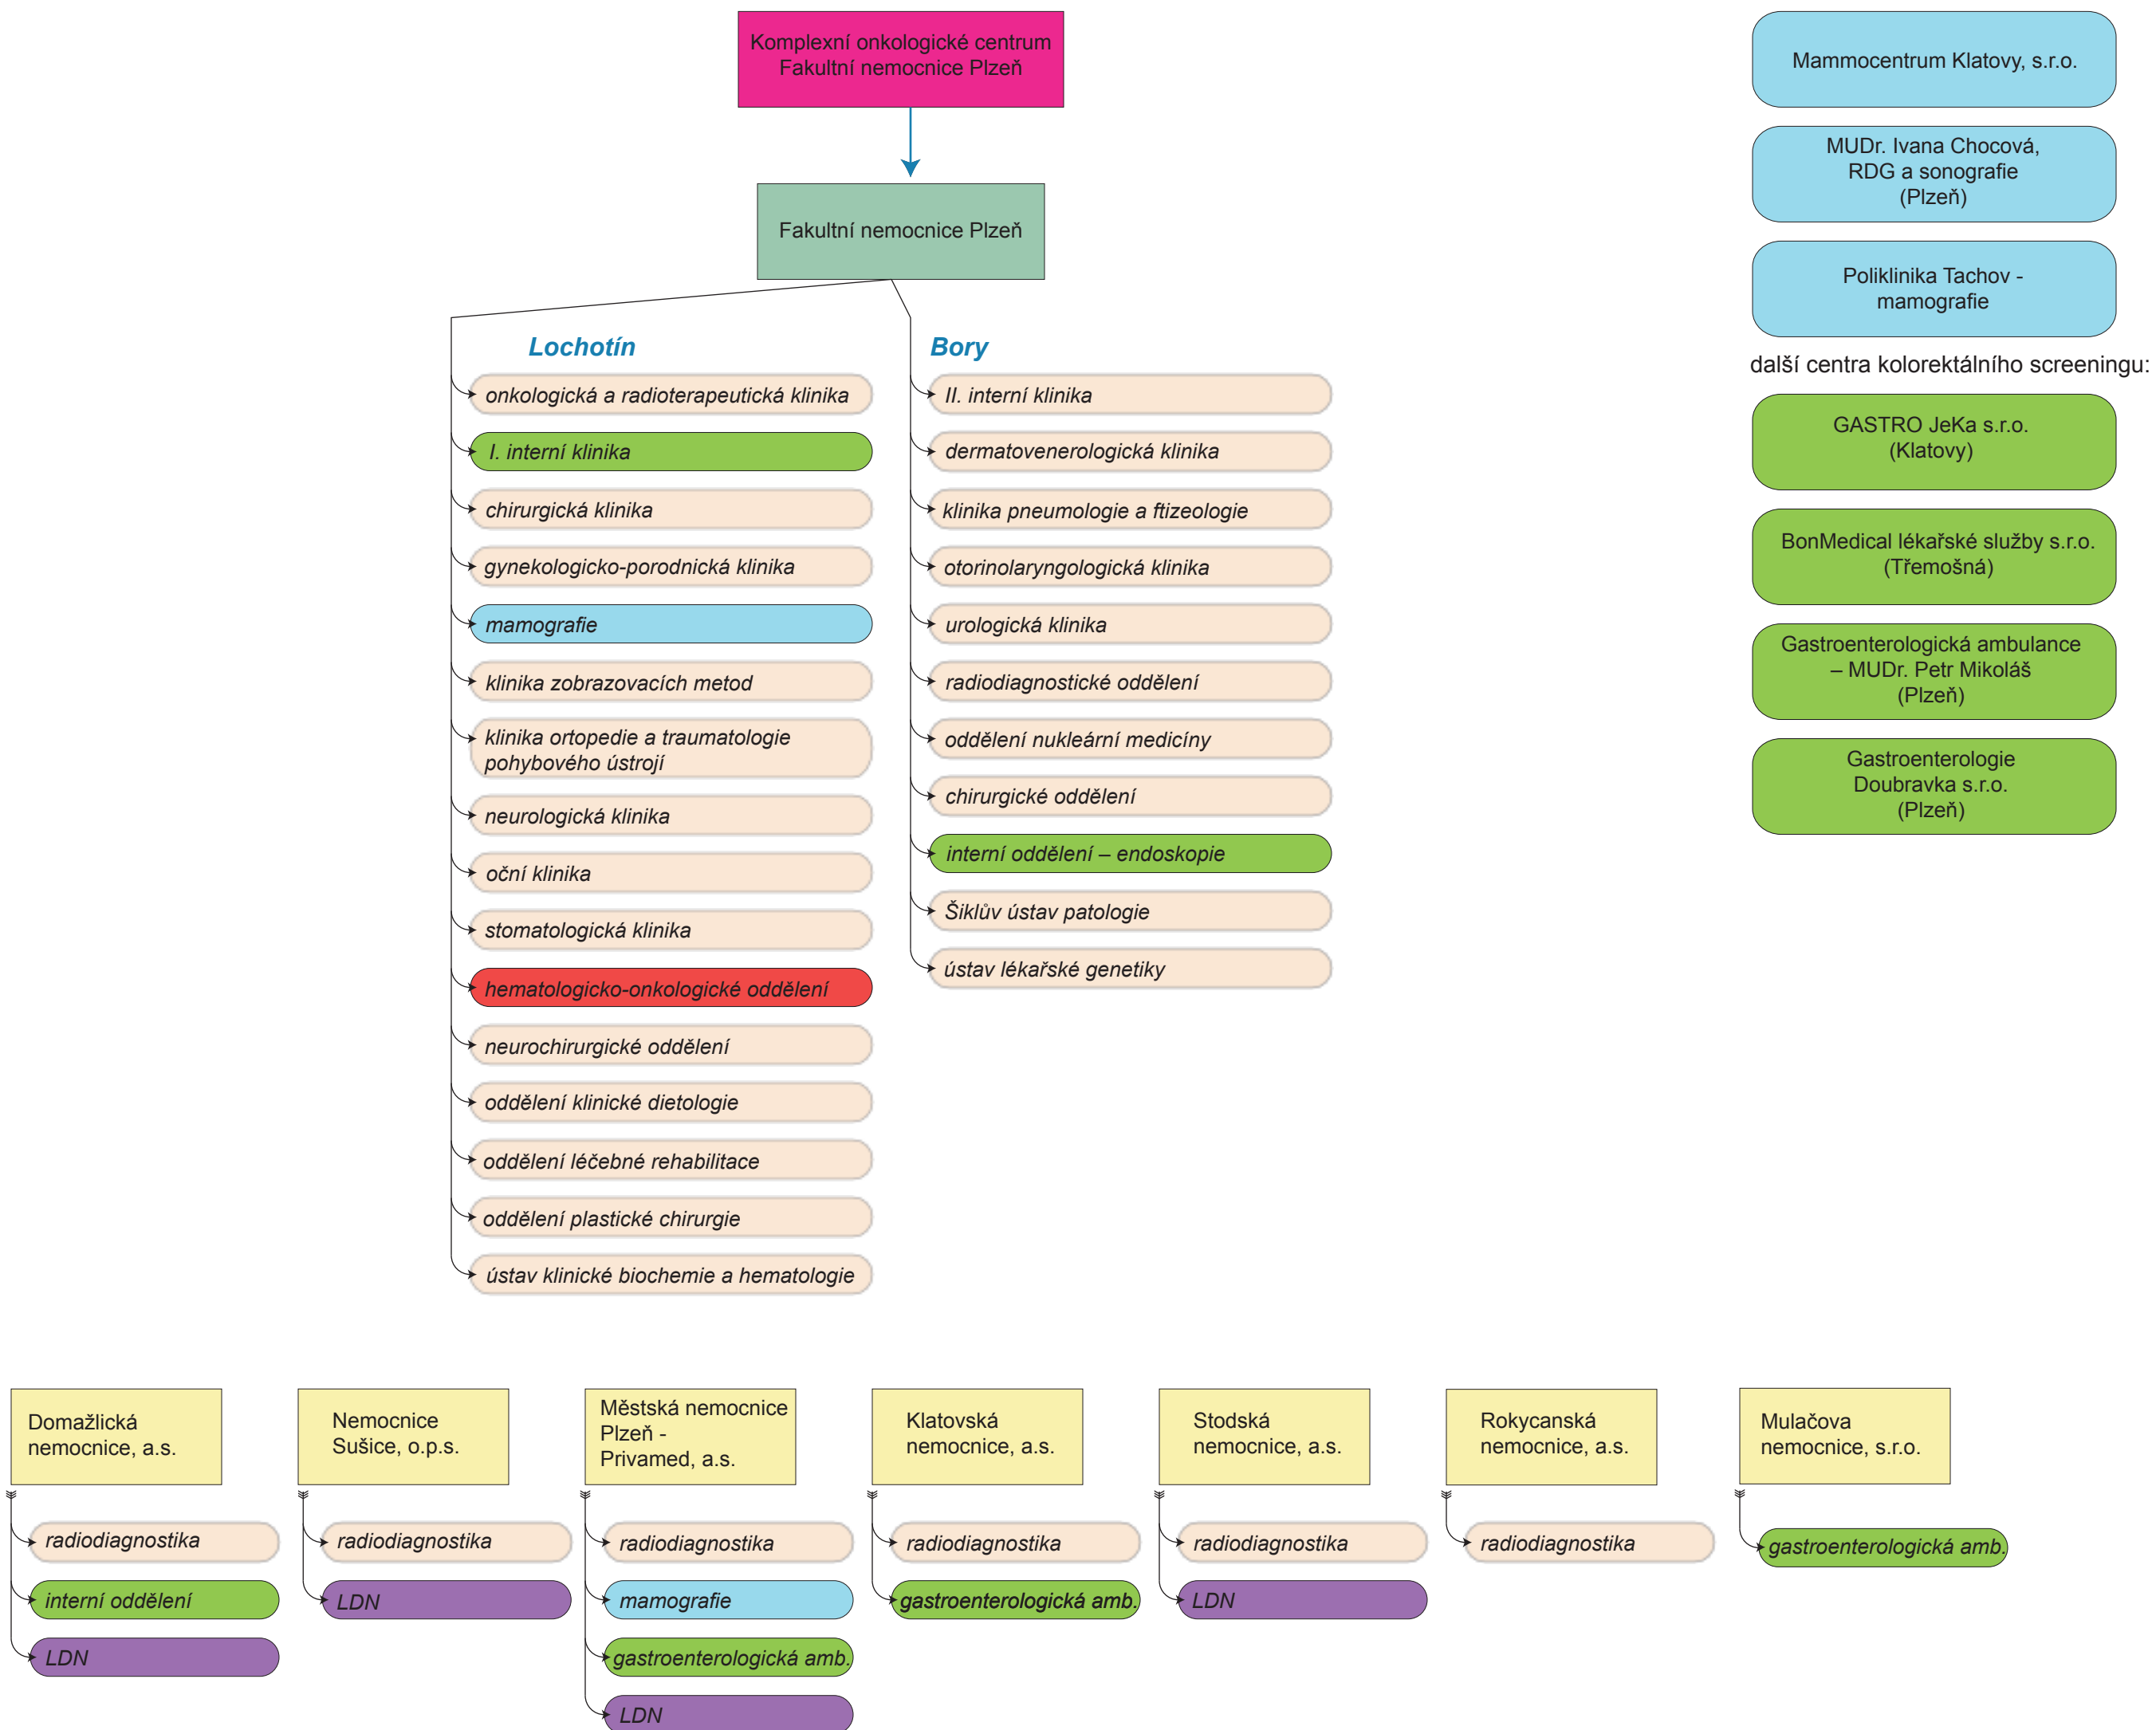 Komplexní onkologické centrum
Fakultní nemocnice Plzeň
Fakultní nemocnice Plzeň
Lochotín
onkologická a radioterapeutická klinika
I. interní klinika
chirurgická klinika
gynekologicko-porodnická klinika
mamografie
klinika zobrazovacích metod
klinika ortopedie a traumatologie
pohybového ústrojí
neurologická klinika
oční klinika
stomatologická klinika
hematologicko-onkologické oddělení
neurochirurgické oddělení
oddělení klinické dietologie
oddělení léčebné rehabilitace
oddělení plastické chirurgie
ústav klinické biochemie a hematologie
Bory
II. interní klinika
dermatovenerologická klinika
klinika pneumologie a ftizeologie
otorinolaryngologická klinika
urologická klinika
radiodiagnostické oddělení
oddělení nukleární medicíny
chirurgické oddělení
interní oddělení – endoskopie
Šiklův ústav patologie
ústav lékařské genetiky
Mammocentrum Klatovy, s.r.o.
MUDr. Ivana Chocová,
RDG a sonografie
(Plzeň)
Poliklinika Tachov -
mamografie
další centra kolorektálního screeningu:
GASTRO JeKa s.r.o.
(Klatovy)
BonMedical lékařské služby s.r.o.
(Třemošná)
Gastroenterologická ambulance
– MUDr. Petr Mikoláš
(Plzeň)
Gastroenterologie
Doubravka s.r.o.
(Plzeň)
Domažlická
nemocnice, a.s.
radiodiagnostika
interní oddělení
LDN
Nemocnice
Sušice, o.p.s.
radiodiagnostika
LDN
Městská nemocnice
Plzeň -
Privamed, a.s.
radiodiagnostika
mamografie
gastroenterologická amb.
LDN
Klatovská
nemocnice, a.s.
radiodiagnostika
gastroenterologická amb.
Stodská
nemocnice, a.s.
radiodiagnostika
LDN
Rokycanská
nemocnice, a.s.
radiodiagnostika
Mulačova
nemocnice, s.r.o.
gastroenterologická amb.